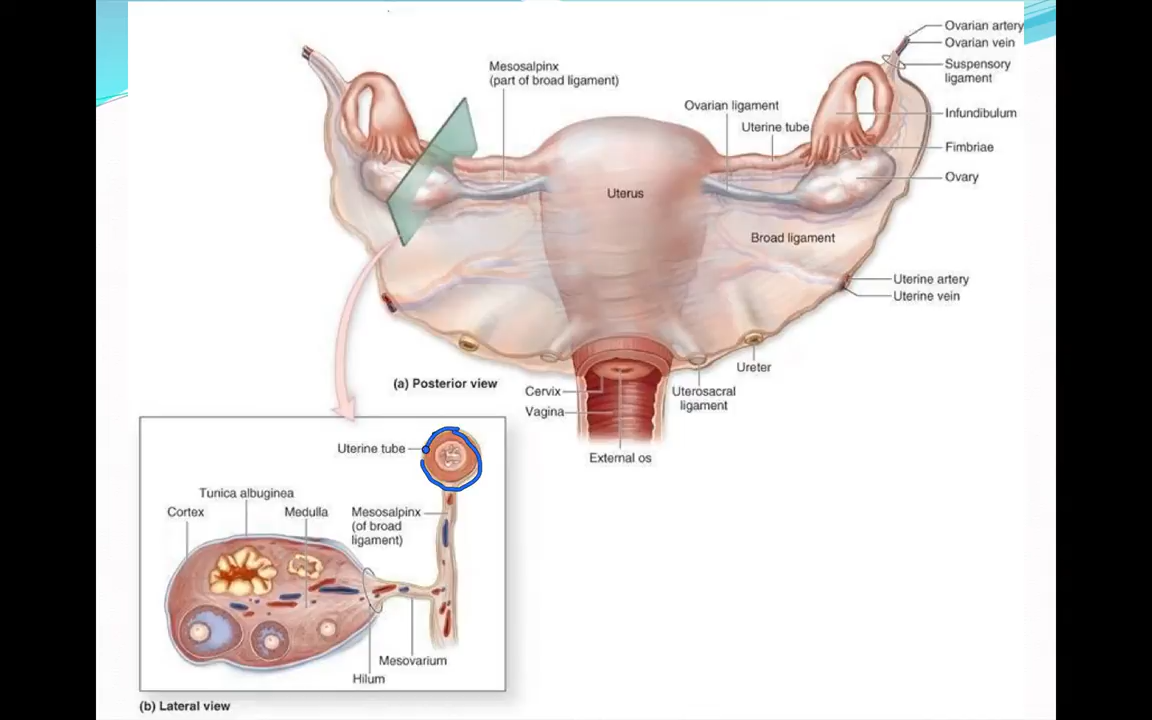 Ovarian artery
Ovarian vein
Suspensory
ligament
Mesosalpinx
(part of broad ligament)
Ovarian ligament
Uterine tube
Infundibulum
Fimbriae
Ovary
Uterus
Broad ligament
Uterine artery
Uterine vein
Ureter
(a) Posterior view
Cervix
Uterosacral
ligament
Vagina
External os
Uterine tube
Tunica albuginea
Cortex
Medulla
Mesosalpinx
(of broad
ligament)
Mesovarium
Hilum
(b) Lateral view